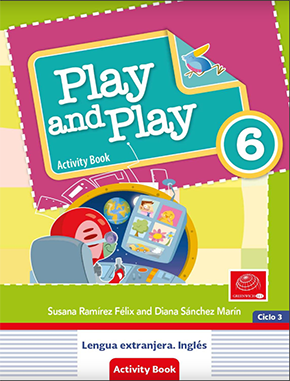 Play
and Play
Activity Book
6
Susana Ramírez Félix and Diana Sánchez Marín
Ciclo 3
Lengua extranjera. Inglés
Activity Book